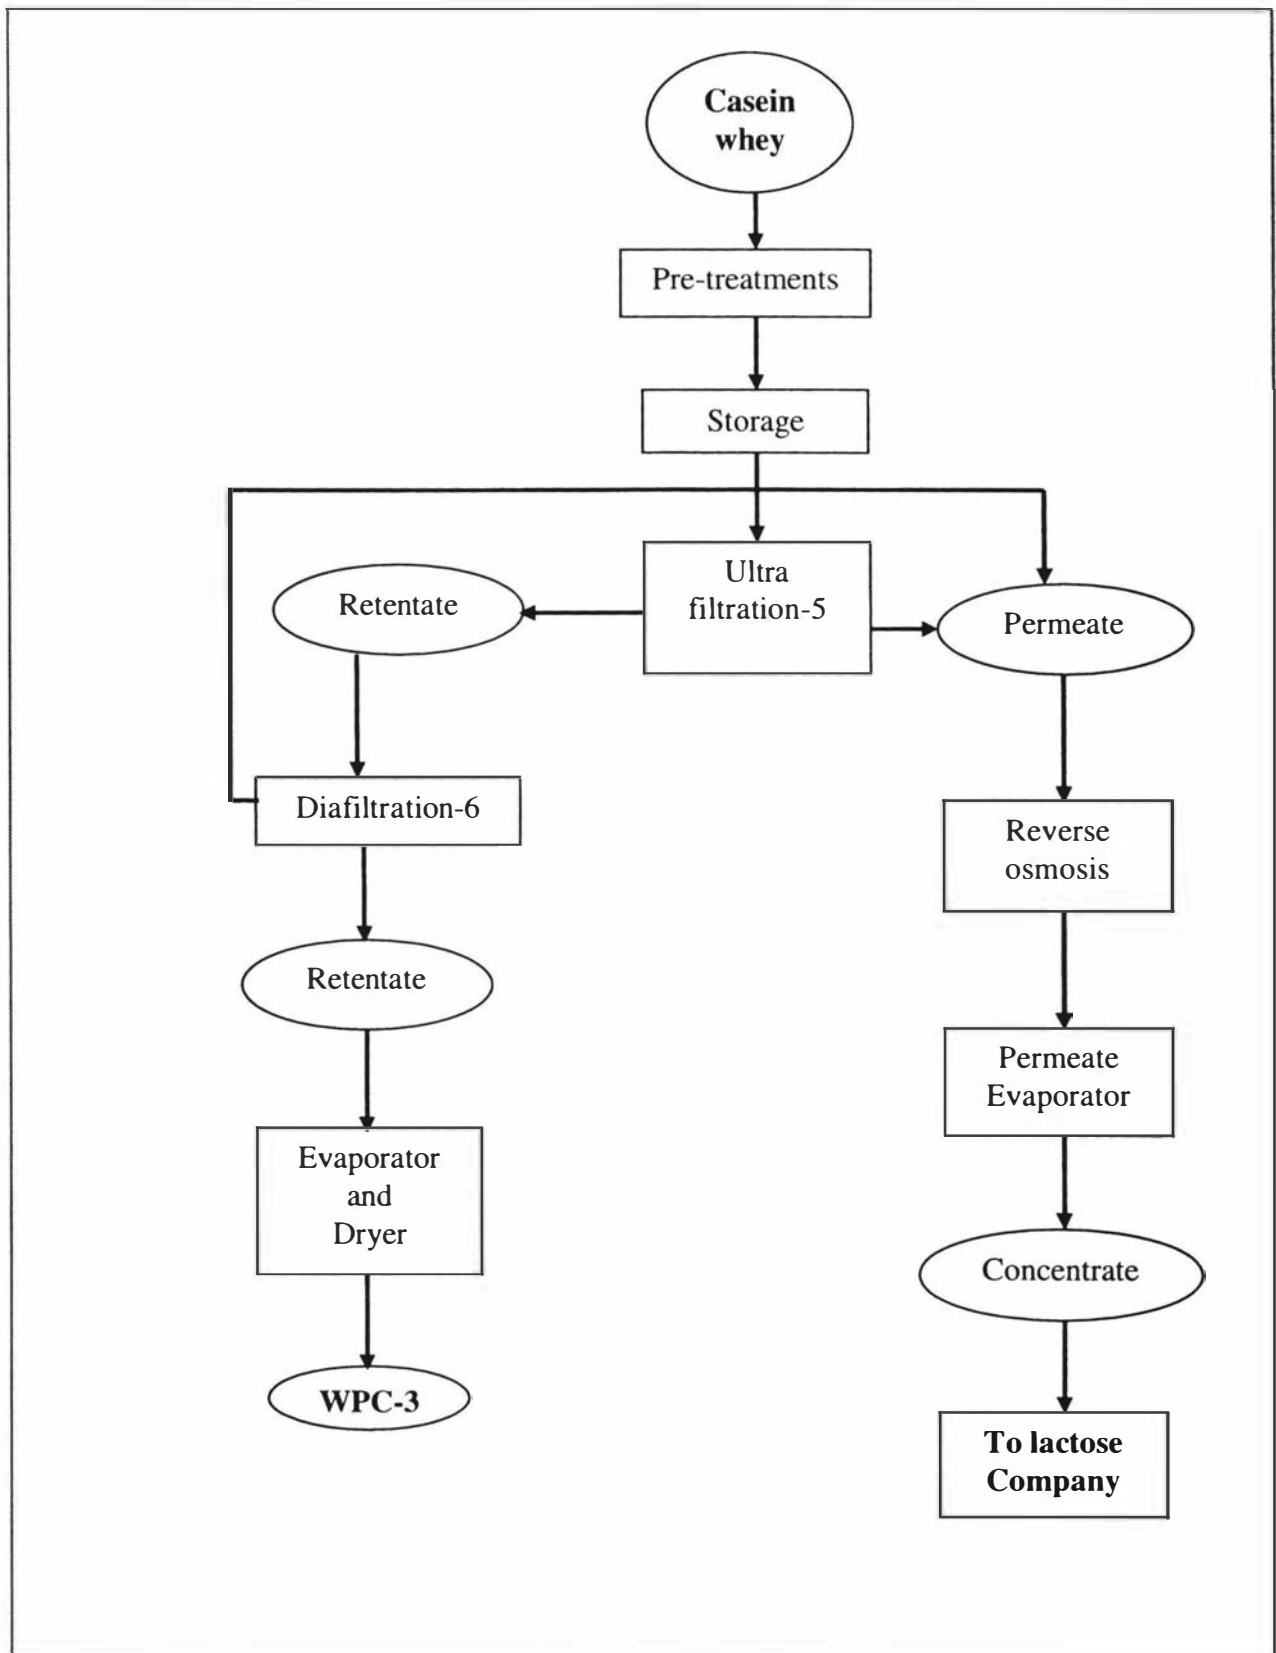 Casein
whey
Pre-treatments
Storage
Ultra
filtration-5
Retentate
Permeate
Diafiltration-6
Reverse
osmosis
Retentate
Permeate
Evaporator
Evaporator
and
Dryer
Concentrate
WPC-3
To lactose
Company